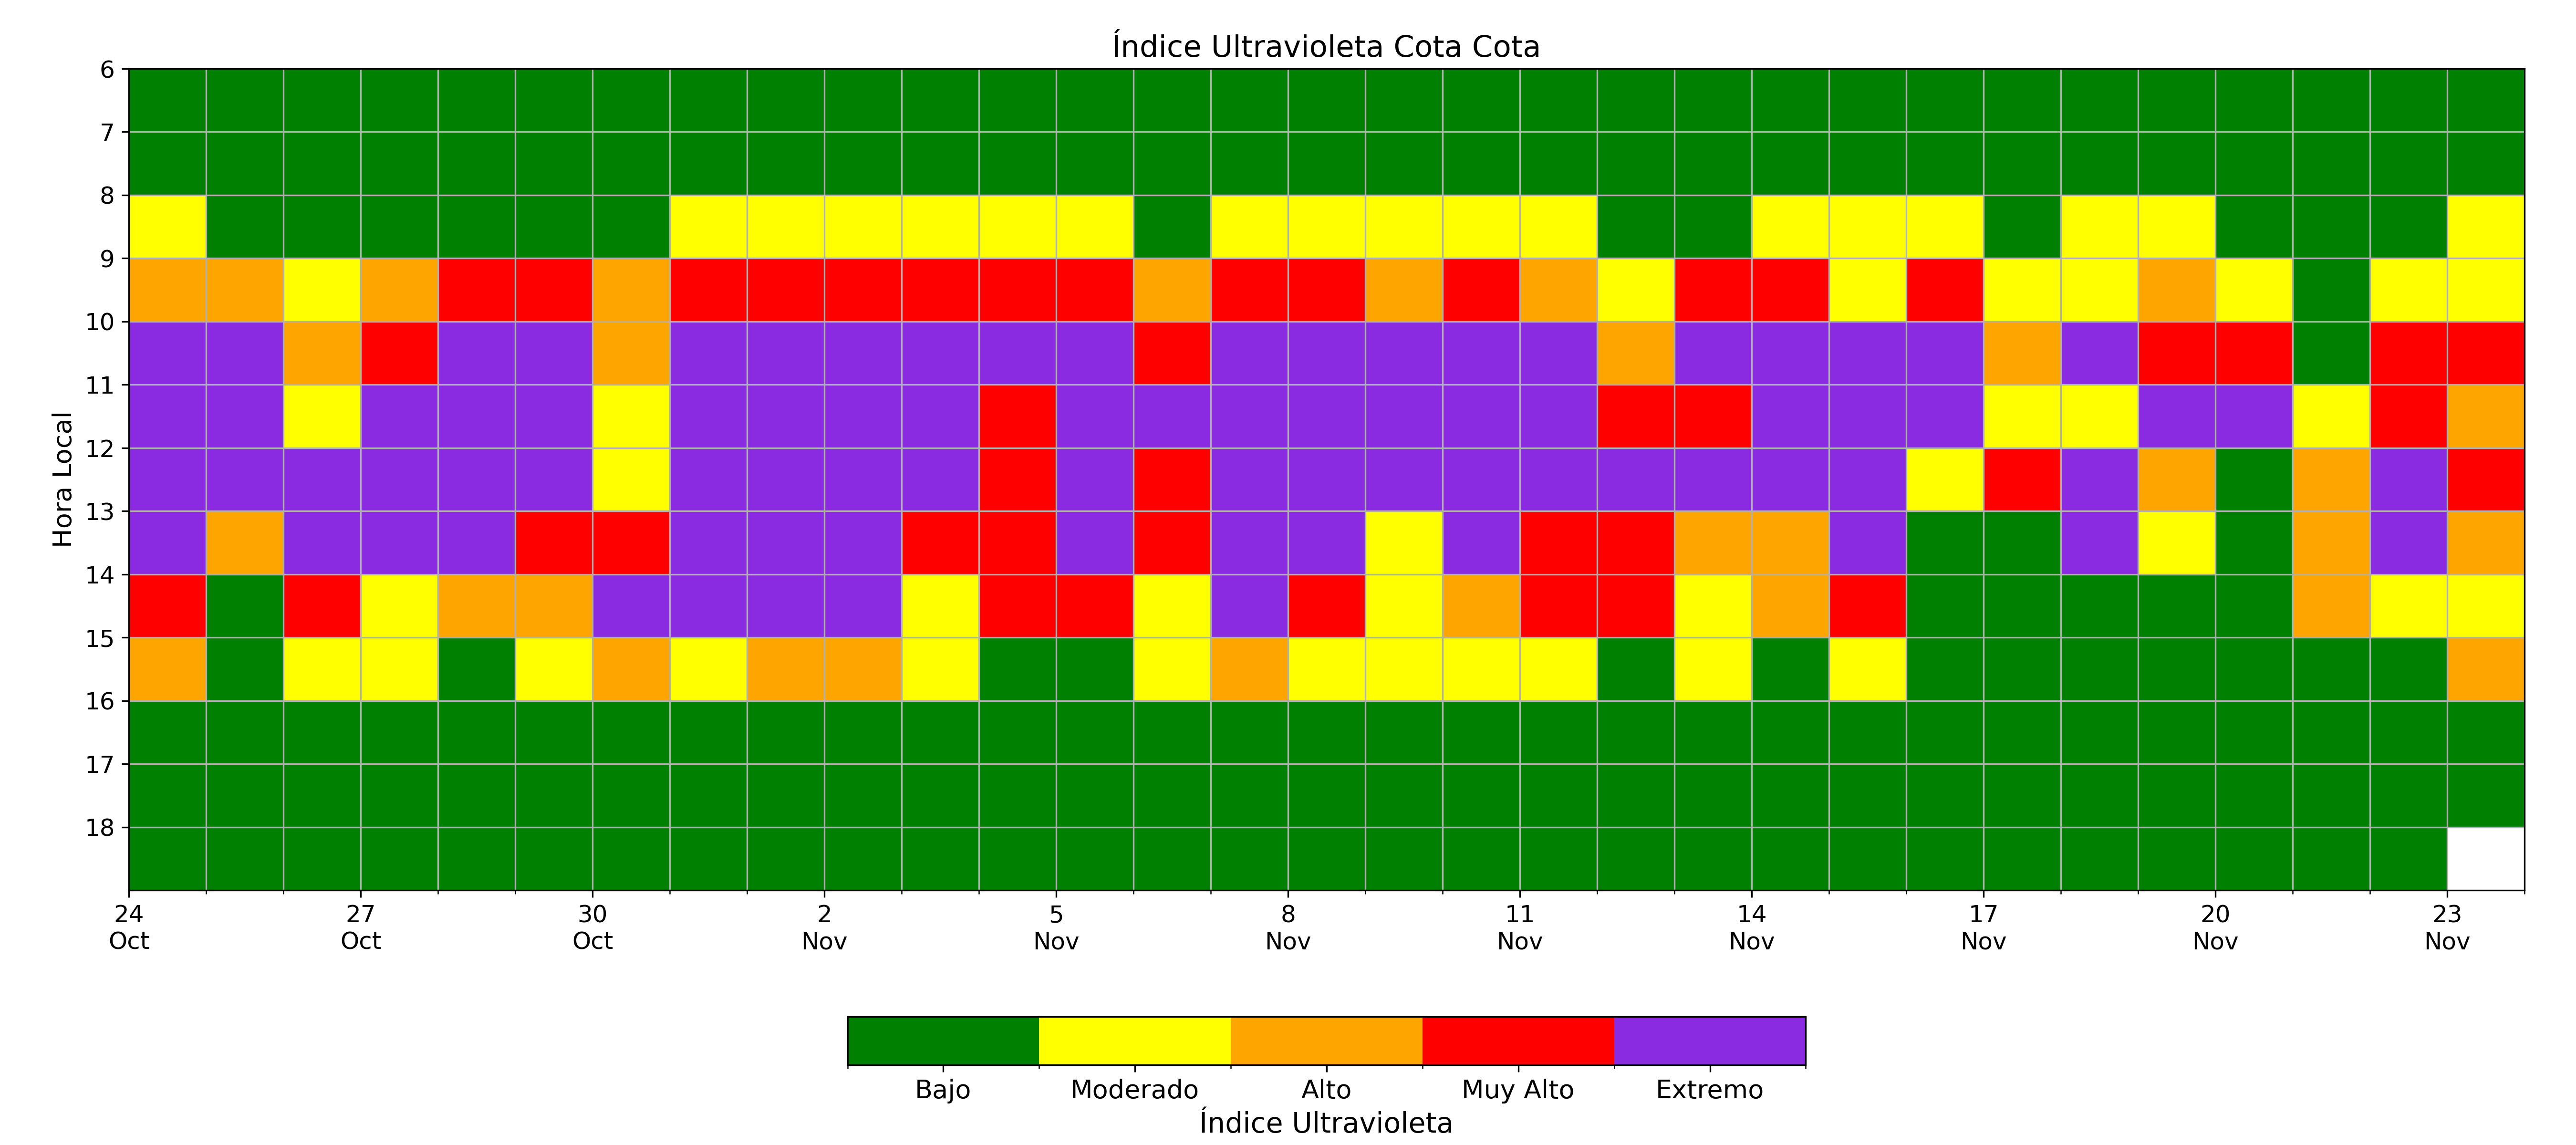 Índice Ultravioleta Cota Cota
Hora Local
6
7
8
9
10
11
12
13
14
15
16
17
18
24 27 30 2 5 8 11 14 17 20 23
Oct Oct Oct Nov Nov Nov Nov Nov Nov Nov Nov
Bajo Moderado Alto Muy Alto Extremo
Índice Ultravioleta